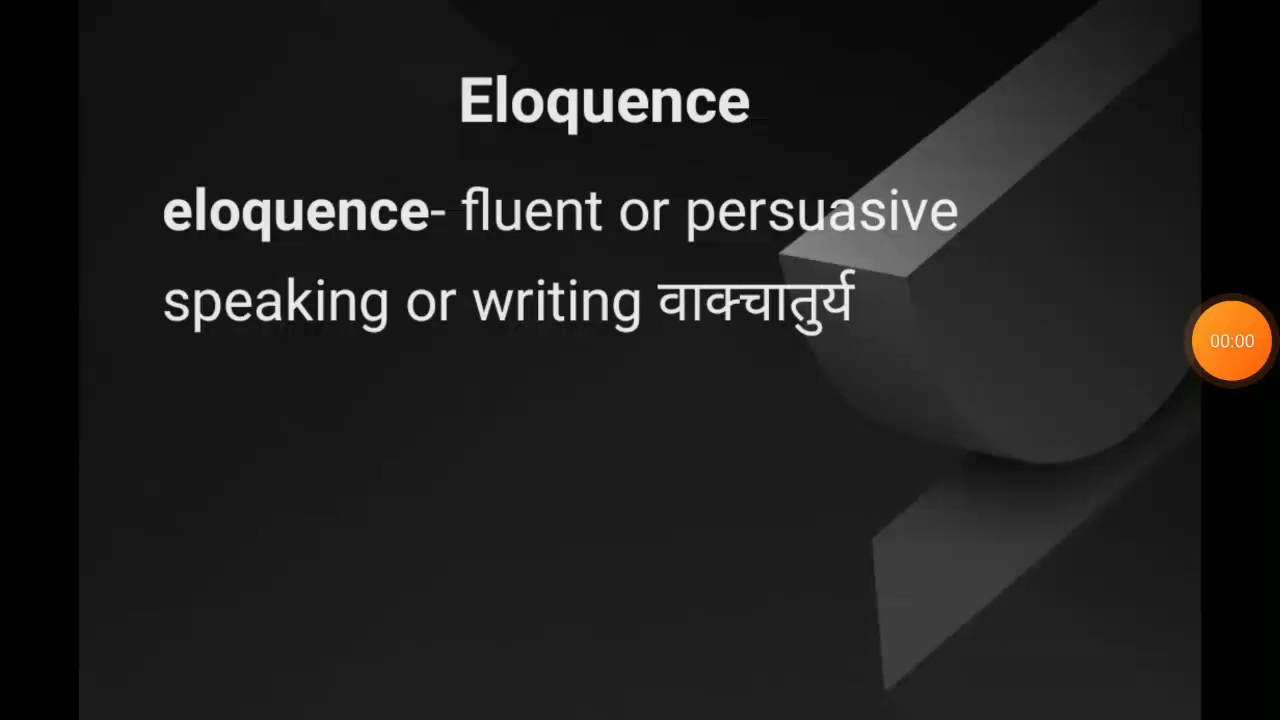 Eloquence
eloquence- fluent or persuasive
speaking or writing वाक्चातुर्य
00:00